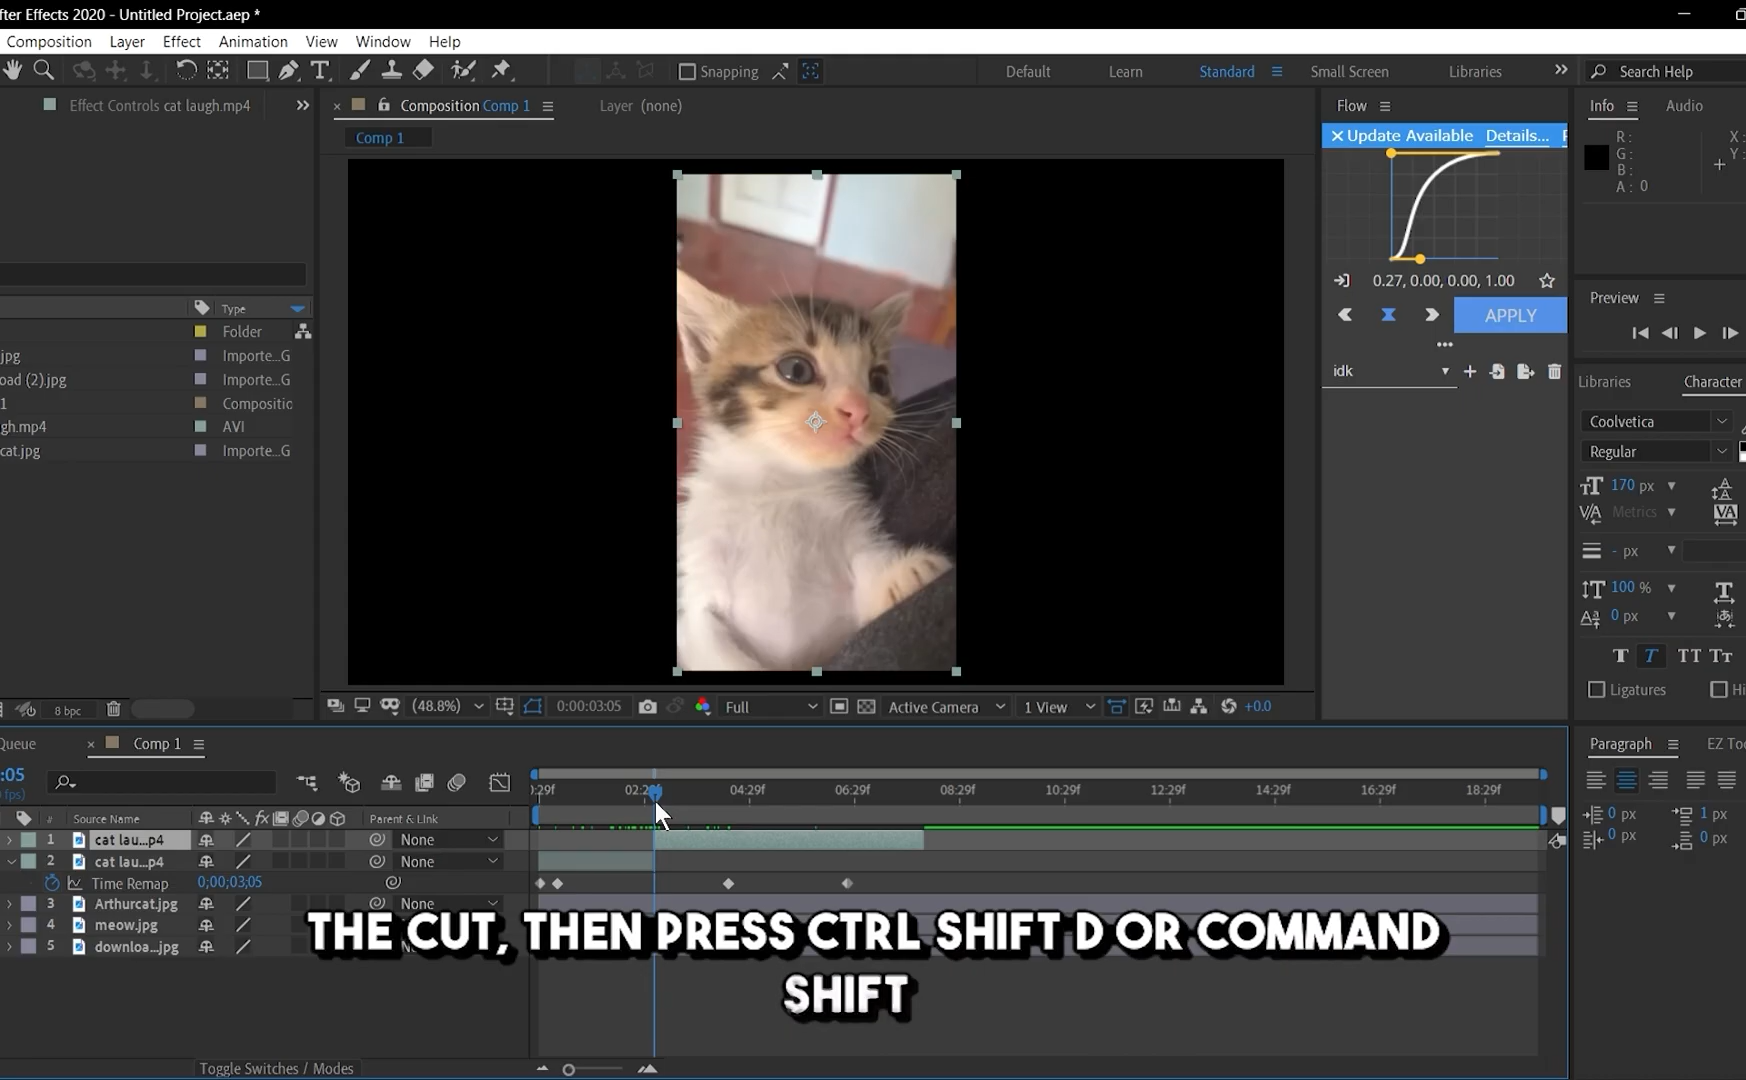 fter Effects 2020 - Untitled Project.aep *
Composition Layer Effect Animation View Window Help
Snapping Default Learn Standard Small Screen Libraries Search Help
Effect Controls cat laugh.mp4
Composition Comp 1 Layer (none)
Comp 1
Flow
Update Available Details...
0.27, 0.00, 0.00, 1.00
APPLY
idk
Info Audio
R: X:
G: Y:
B:
A: 0
Preview
Libraries Character
Coolvetica
Regular
170 px
Metrics
- px
100 %
0 px
T T TT Tт
Ligatures Hi
Type
Folder
jpg Importe...G
oad (2).jpg Importe...G
1 Compositio
gh.mp4 AVI
cat.jpg Importe...G
8 bpc
(48.8%) 0:00:03:05 Full Active Camera 1 View +0.0
Queue Comp 1
:05
fps)
):29f 02:29f 04:29f 06:29f 08:29f 10:29f 12:29f 14:29f 16:29f 18:29f
# Source Name fx Parent & Link
1 cat lau...p4 None
2 cat lau...p4 None
Time Remap 0;00;03;05
3 Arthurcat.jpg None
4 meow.jpg
5 downloa...jpg
THE CUT, THEN PRESS CTRL SHIFT D OR COMMAND
SHIFT
Toggle Switches / Modes
Paragraph EZ Too
0 px 1 px
0 px 0 px